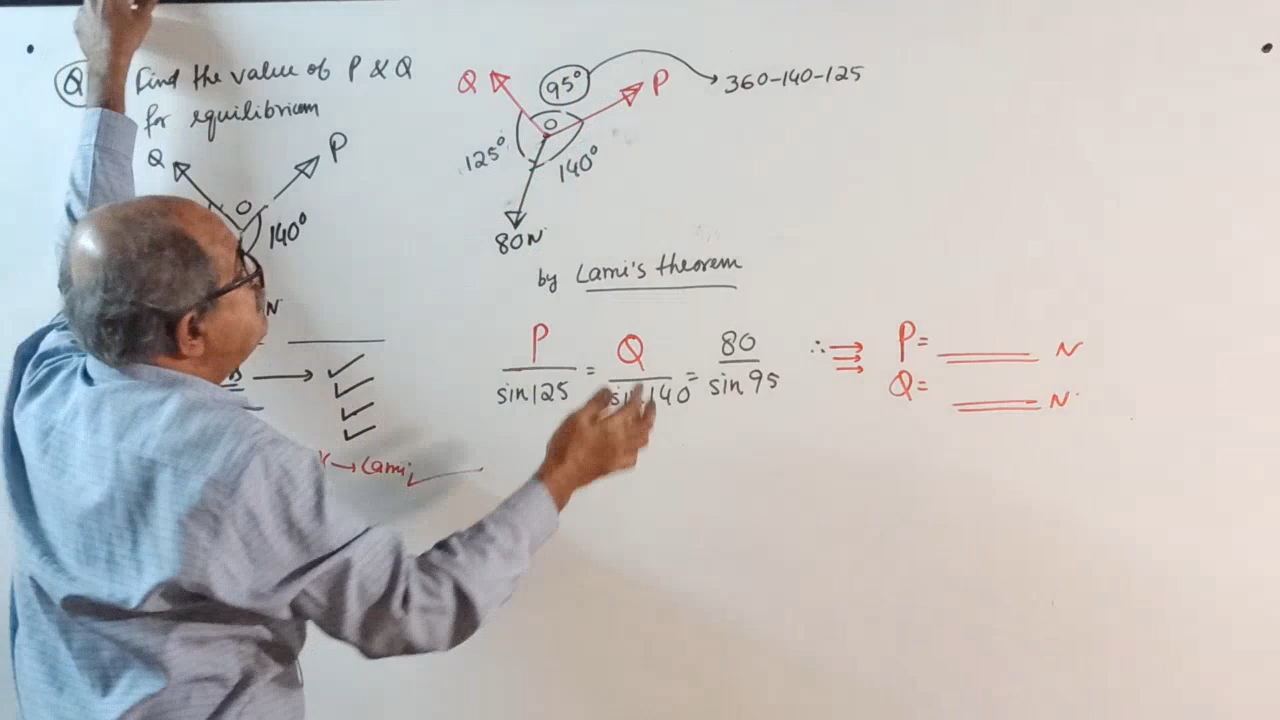 Q Find the value of P & Q
for equilibrium
Q
P
O
140°
N
→ Lami
Q
95°
P
360-140-125
O
125°
140°
80N
by Lami's theorem
P/sin125 = Q/sin140 = 80/sin95 ∴ P= N
Q= N